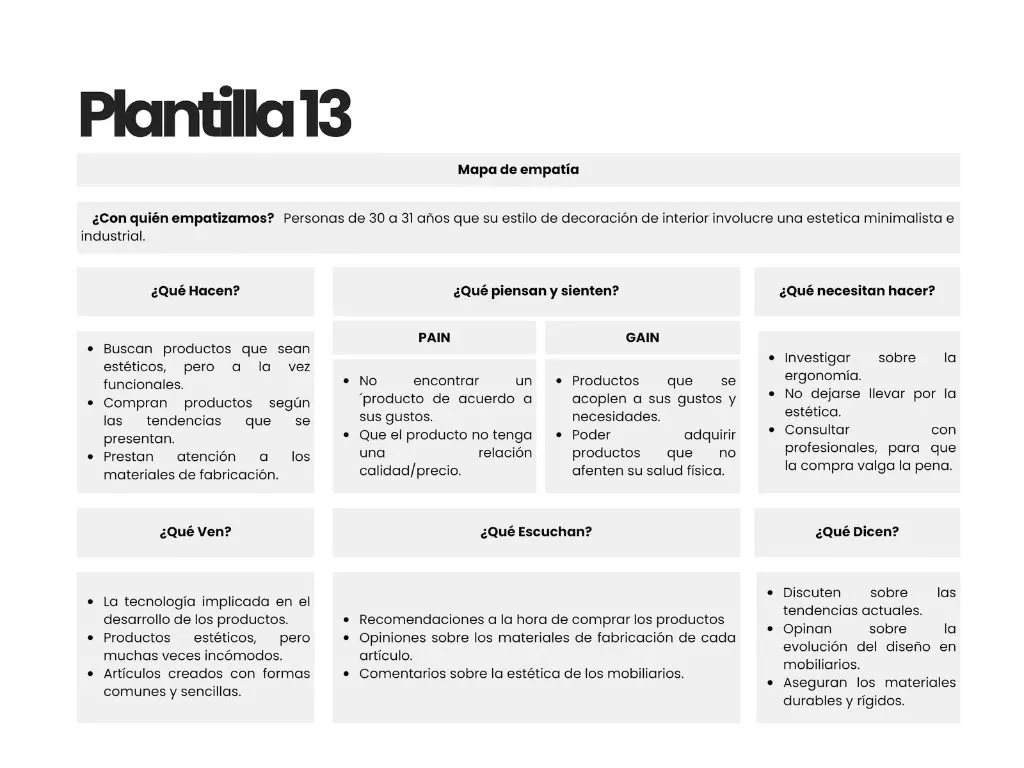 Plantilla 13
Mapa de empatía
¿Con quién empatizamos? Personas de 30 a 31 años que su estilo de decoración de interior involucre una estetica minimalista e
industrial.
¿Qué Hacen?
• Buscan productos que sean
estéticos, pero a la vez
funcionales.
• Compran productos según
las tendencias que se
presentan.
• Prestan atención a los
materiales de fabricación.
¿Qué piensan y sienten?
PAIN
• No encontrar un
´producto de acuerdo a
sus gustos.
• Que el producto no tenga
una relación
calidad/precio.
GAIN
• Productos que se
acoplen a sus gustos y
necesidades.
• Poder adquirir
productos que no
afenten su salud física.
¿Qué necesitan hacer?
• Investigar sobre la
ergonomía.
• No dejarse llevar por la
estética.
• Consultar con
profesionales, para que
la compra valga la pena.
¿Qué Ven?
• La tecnología implicada en el
desarrollo de los productos.
• Productos estéticos, pero
muchas veces incómodos.
• Artículos creados con formas
comunes y sencillas.
¿Qué Escuchan?
• Recomendaciones a la hora de comprar los productos
• Opiniones sobre los materiales de fabricación de cada
artículo.
• Comentarios sobre la estética de los mobiliarios.
¿Qué Dicen?
• Discuten sobre las
tendencias actuales.
• Opinan sobre la
evolución del diseño en
mobiliarios.
• Aseguran los materiales
durables y rígidos.